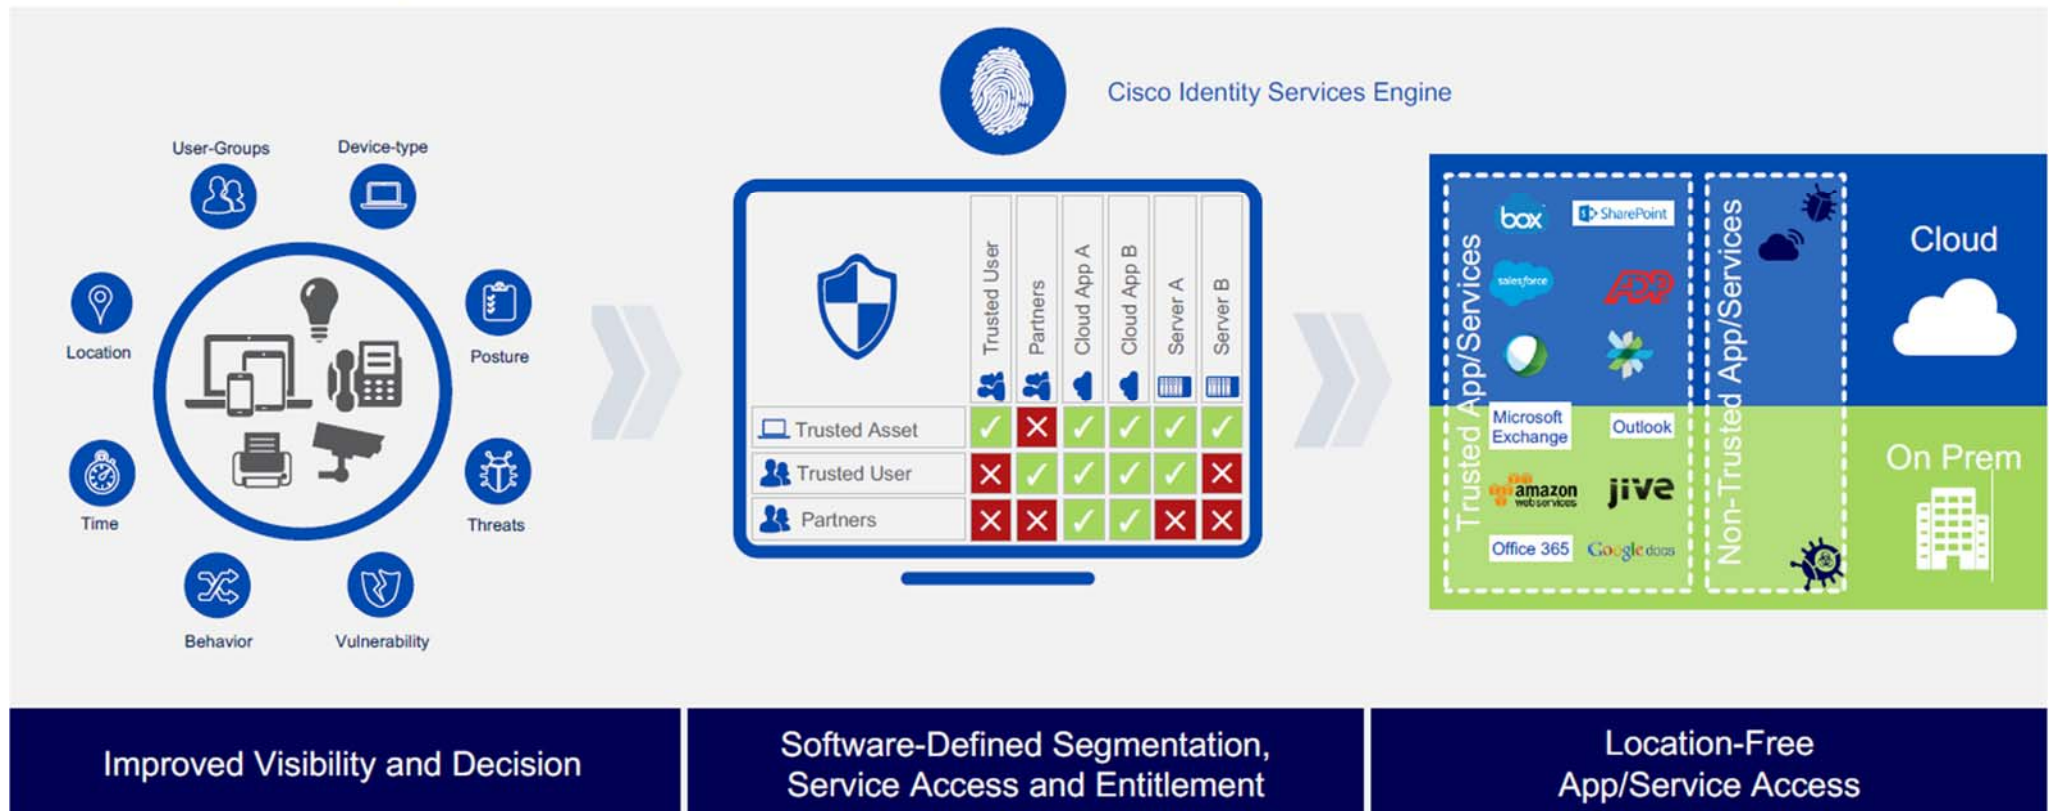 Cisco Identity Services Engine
User-Groups
Device-type
Location
Posture
Time
Threats
Behavior
Vulnerability
Trusted User
Partners
Cloud App A
Cloud App B
Server A
Server B
Trusted Asset
Trusted User
Partners
Trusted App/Services
box
SharePoint
salesforce
ADP
Microsoft
Exchange
Outlook
amazon
webservices
jive
Office 365
Google docs
Non-Trusted App/Services
Cloud
On Prem
Improved Visibility and Decision
Software-Defined Segmentation,
Service Access and Entitlement
Location-Free
App/Service Access